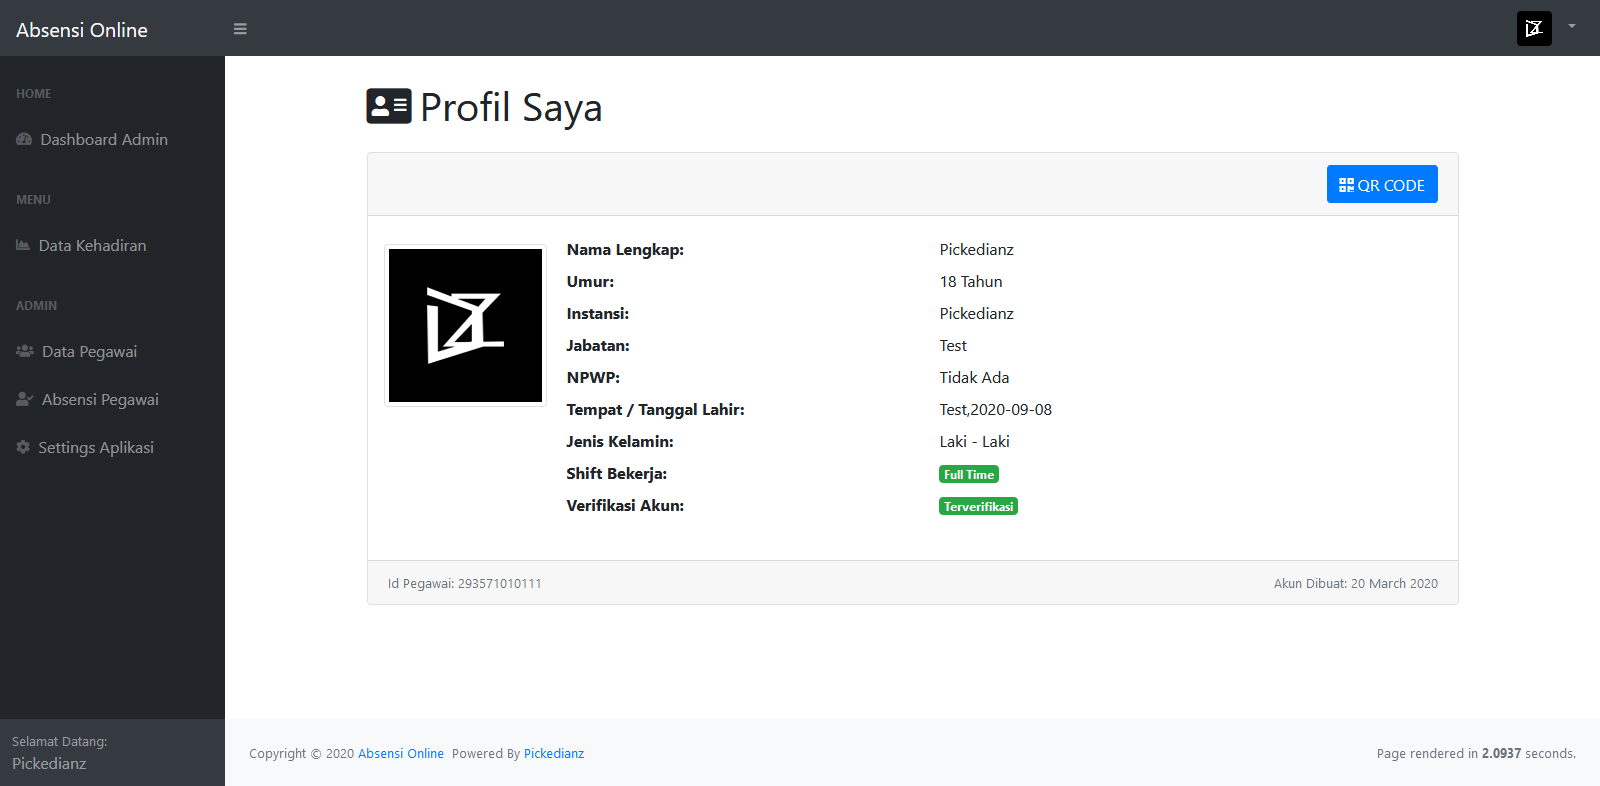 Absensi Online
HOME
Dashboard Admin
MENU
Data Kehadiran
ADMIN
Data Pegawai
Absensi Pegawai
Settings Aplikasi
Selamat Datang:
Pickedianz
Profil Saya
QR CODE
Nama Lengkap: Pickedianz
Umur: 18 Tahun
Instansi: Pickedianz
Jabatan: Test
NPWP: Tidak Ada
Tempat / Tanggal Lahir: Test,2020-09-08
Jenis Kelamin: Laki - Laki
Shift Bekerja: Full Time
Verifikasi Akun: Terverifikasi
Id Pegawai: 293571010111 Akun Dibuat: 20 March 2020
Copyright © 2020 Absensi Online Powered By Pickedianz Page rendered in 2.0937 seconds.